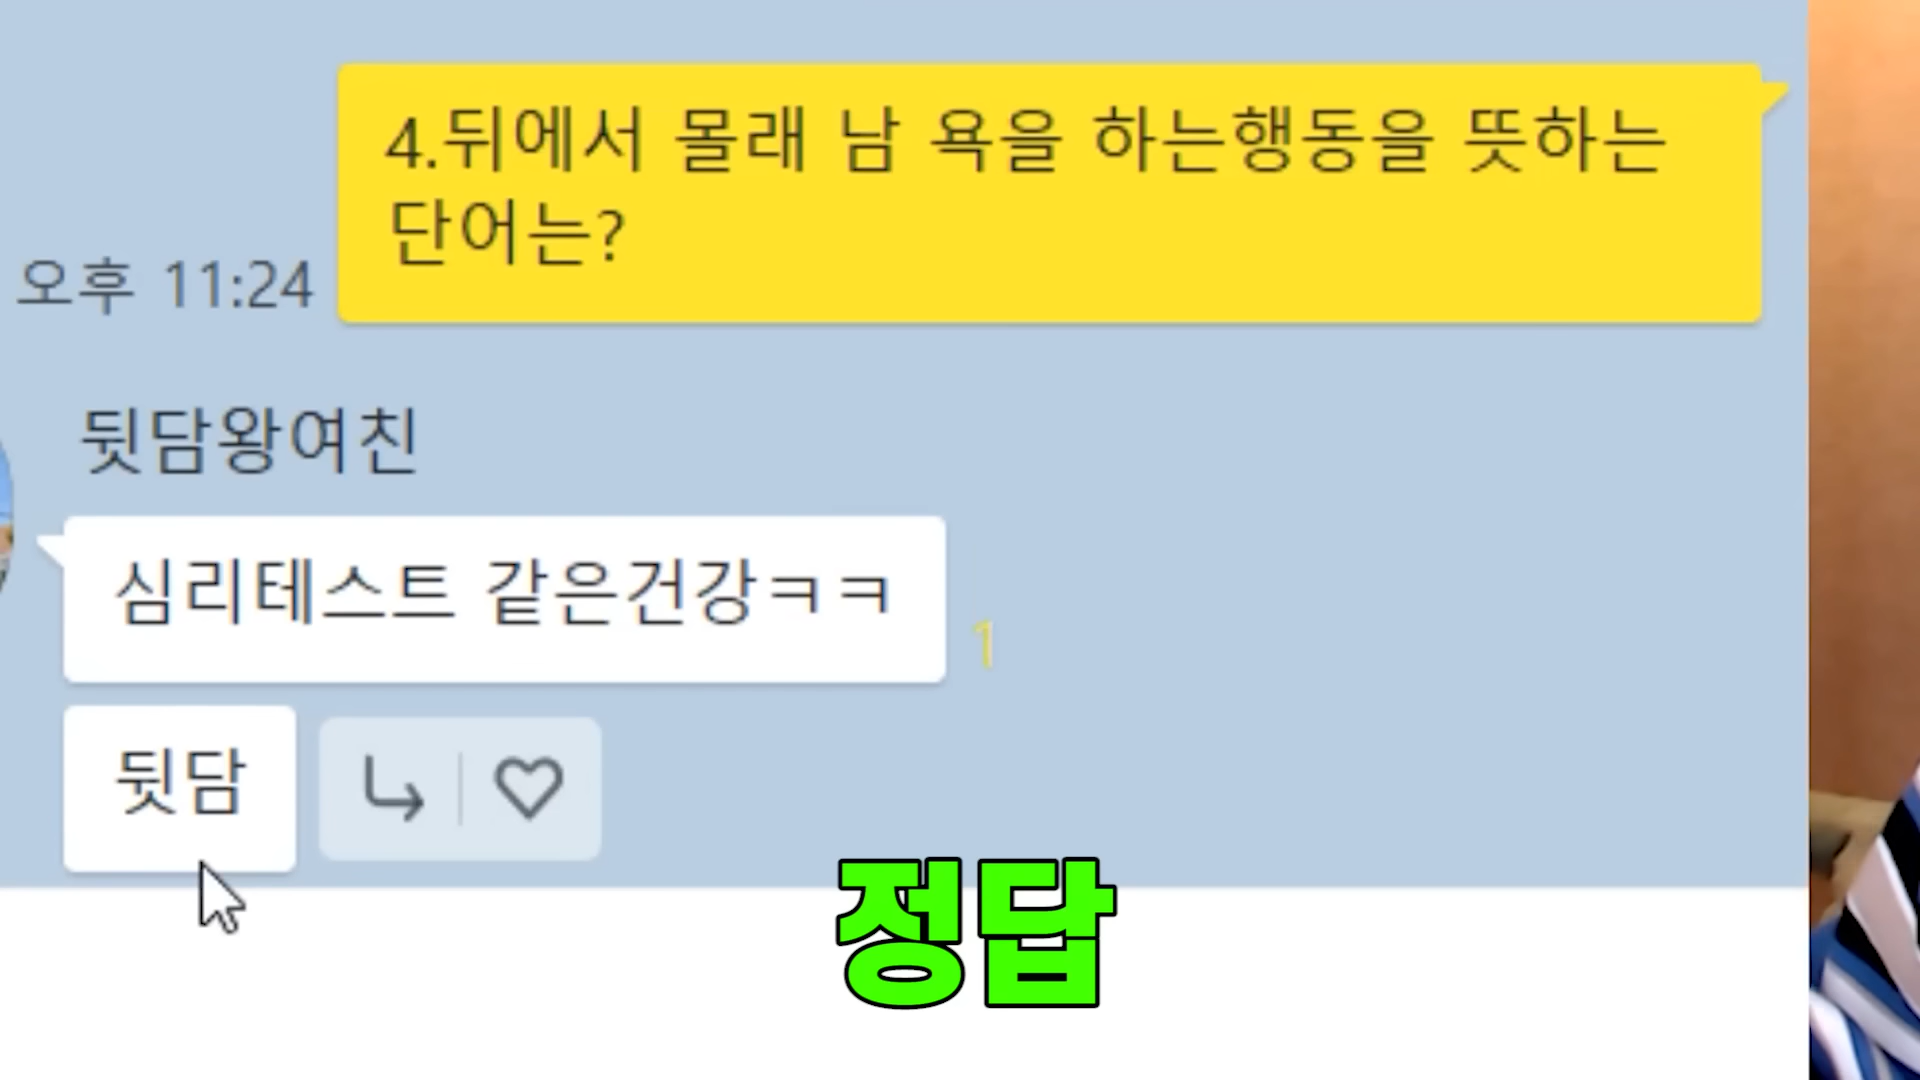 4.뒤에서 몰래 남 욕을 하는행동을 뜻하는
단어는?
오후 11:24
뒷담왕여친
심리테스트 같은건강ㅋㅋ
1
뒷담
정답